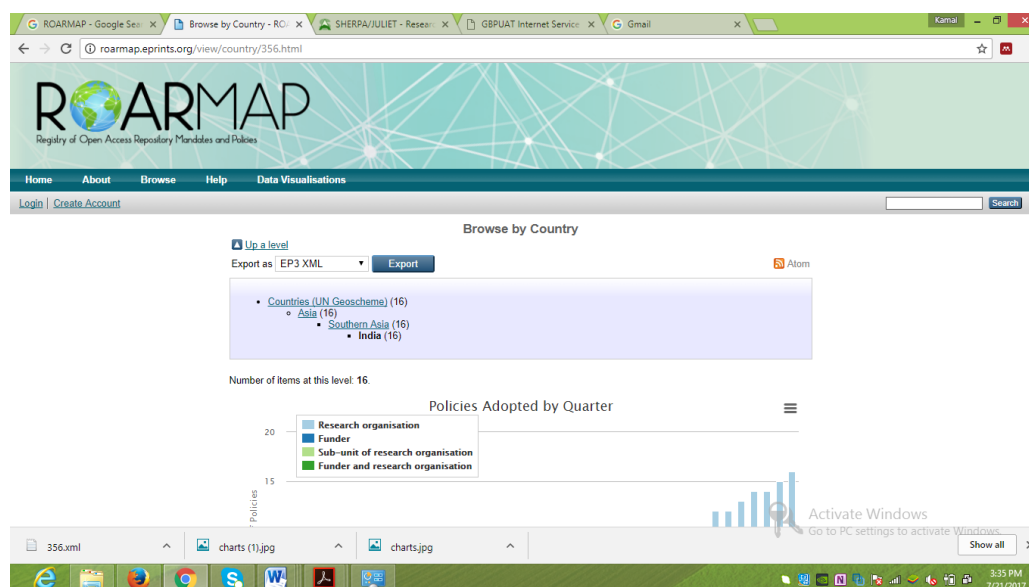 ROARMAP - Google Sea
Browse by Country - RO
SHERPA/JULIET - Resear
GBPUAT Internet Service
Gmail
Kamal
roarmap.eprints.org/view/country/356.html
ROARMAP
Registry of Open Access Repository Mandates and Policies
Home About Browse Help Data Visualisations
Login | Create Account Search
Browse by Country
Up a level
Export as EP3 XML Export Atom
Countries (UN Geoscheme) (16)
Asia (16)
Southern Asia (16)
India (16)
Number of items at this level: 16.
Policies Adopted by Quarter
Research organisation
Funder
Sub-unit of research organisation
Funder and research organisation
20
15
Policies
Activate Windows
Go to PC settings to activate Windows.
356.xml charts (1).jpg charts.jpg Show all
3:35 PM
7/21/2017